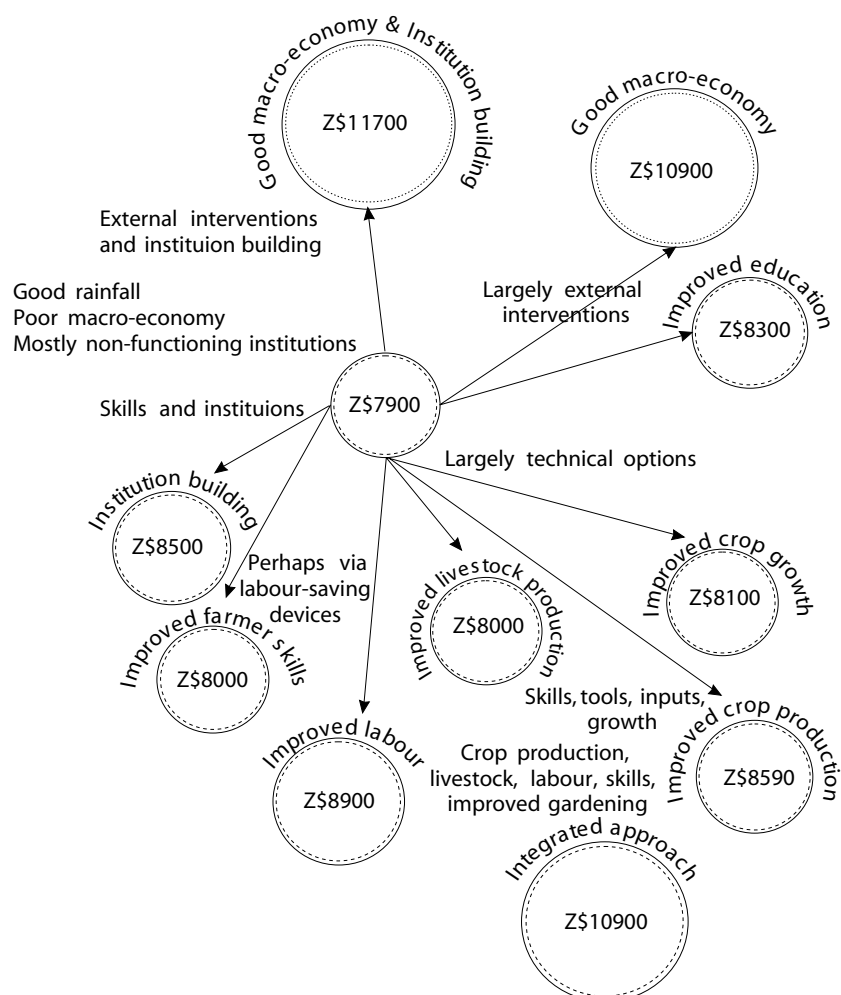 Good macro-economy & Institution building
Z$11700
Good macro-economy
Z$10900
External interventions
and instituion building
Good rainfall
Poor macro-economy
Mostly non-functioning institutions
Largely external
interventions
Improved education
Z$8300
Z$7900
Skills and instituions
Largely technical options
Institution building
Z$8500
Perhaps via
labour-saving
devices
Improved livestock production
Z$8000
Improved crop growth
Z$8100
Improved farmer skills
Z$8000
Skills, tools, inputs,
growth
Improved crop production
Z$8590
Improved labour
Z$8900
Crop production,
livestock, labour, skills,
improved gardening
Integrated approach
Z$10900